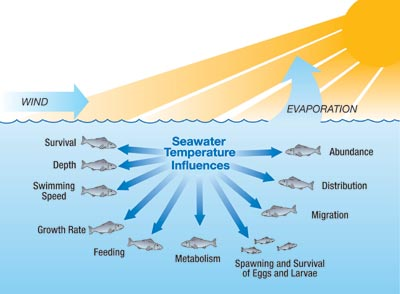 WIND
EVAPORATION
Seawater
Temperature
Influences
Survival
Depth
Swimming
Speed
Growth Rate
Feeding
Metabolism
Spawning and Survival
of Eggs and Larvae
Migration
Distribution
Abundance